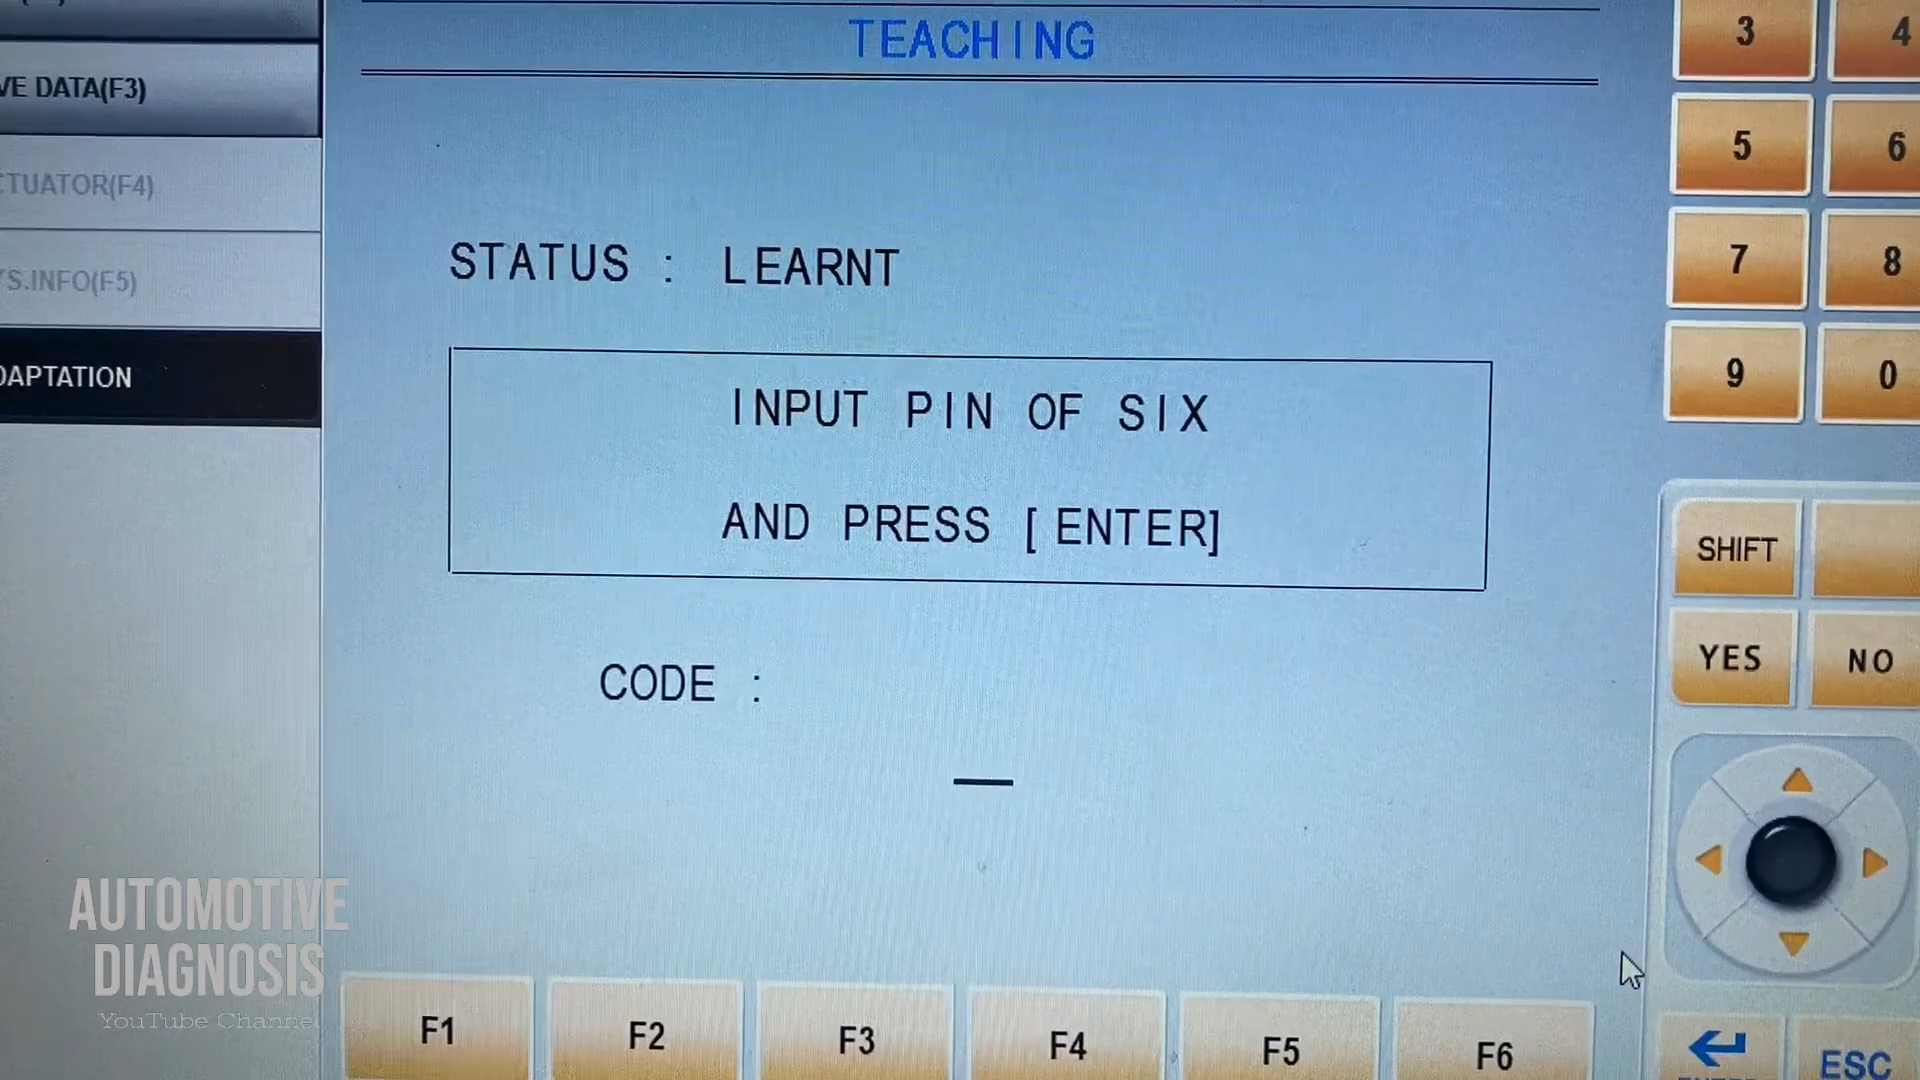 TEACHING
VE DATA(F3)
CTUATOR(F4)
YS.INFO(F5)
DAPTATION
STATUS : LEARNT
INPUT PIN OF SIX
AND PRESS [ENTER]
CODE :
3 4
5 6
7 8
9 0
SHIFT
YES NO
F1 F2 F3 F4 F5 F6
ESC
AUTOMOTIVE
DIAGNOSIS
YouTube Channel